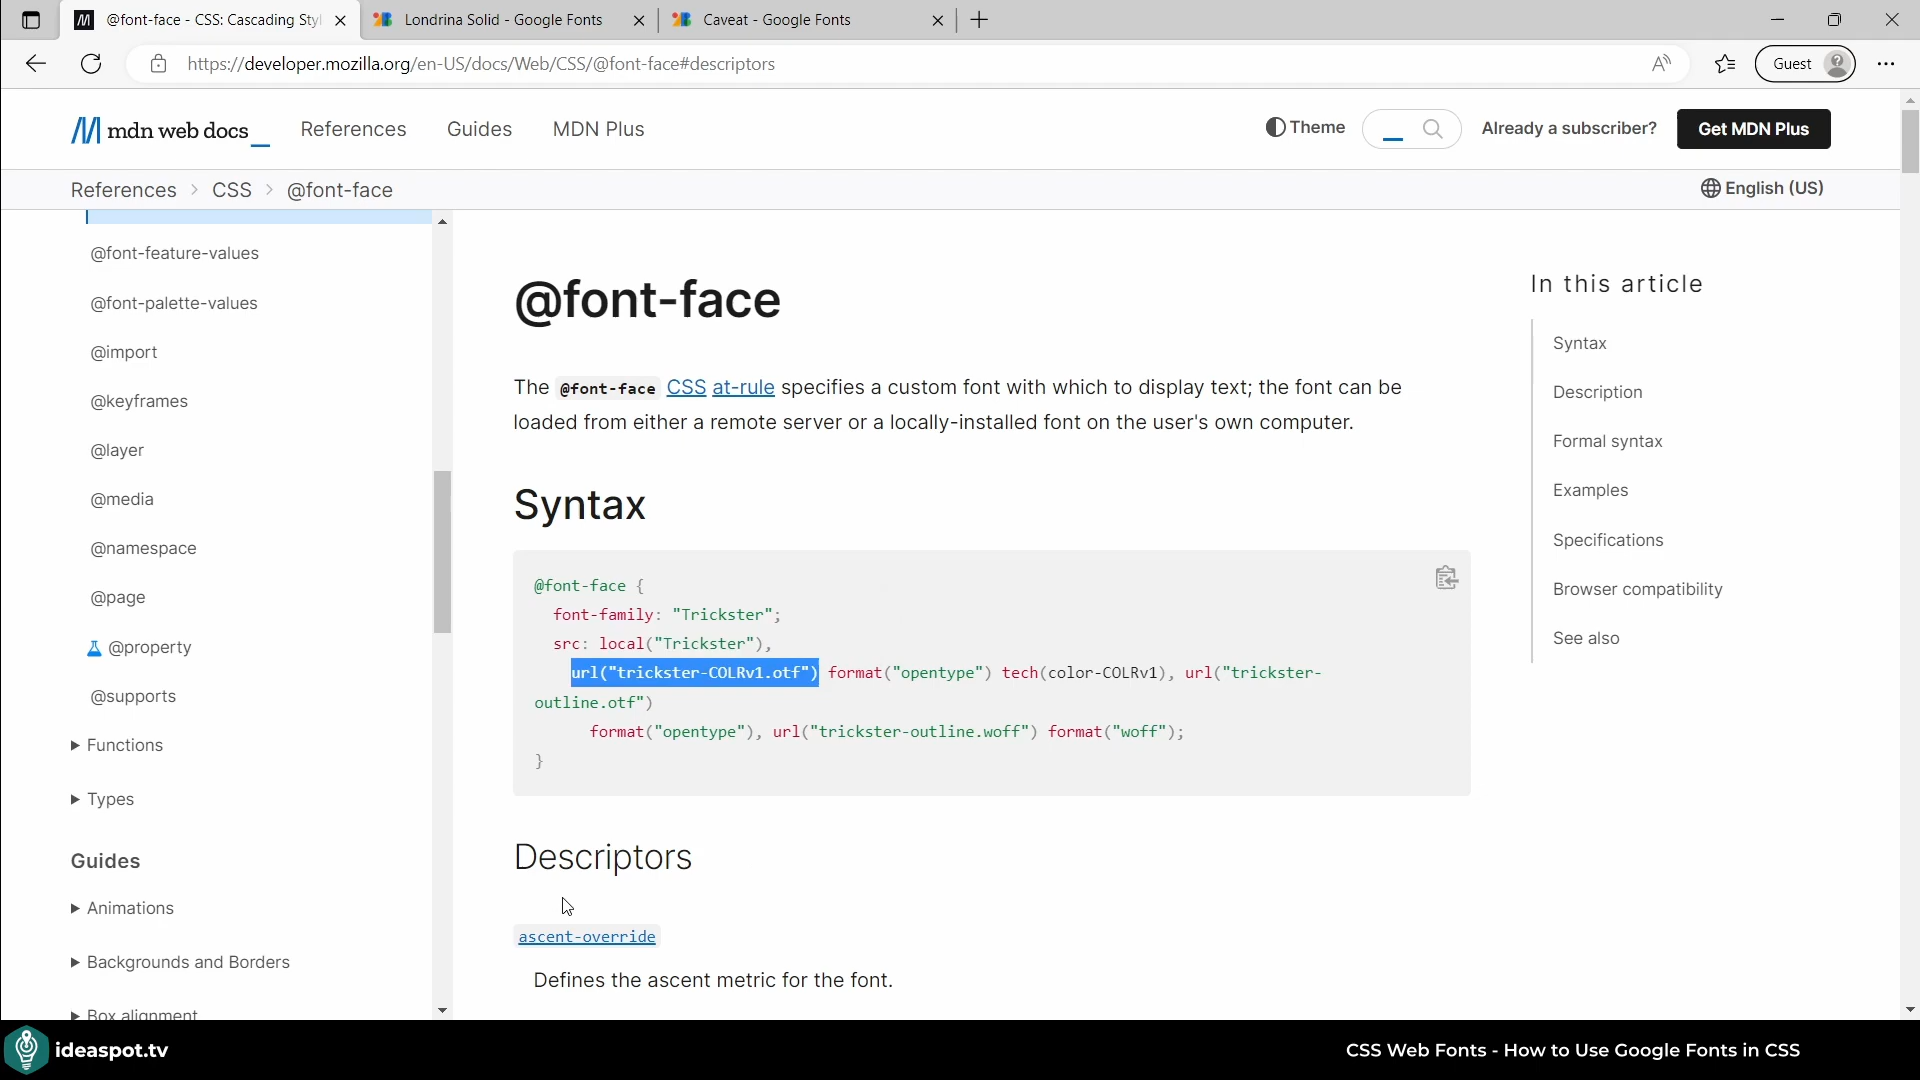 @font-face - CSS: Cascading Styl
Londrina Solid - Google Fonts
Caveat - Google Fonts
https://developer.mozilla.org/en-US/docs/Web/CSS/@font-face#descriptors
Guest
mdn web docs_
References
Guides
MDN Plus
Theme
Already a subscriber?
Get MDN Plus
References > CSS > @font-face
English (US)
@font-feature-values
@font-palette-values
@import
@keyframes
@layer
@media
@namespace
@page
@property
@supports
Functions
Types
Guides
Animations
Backgrounds and Borders
Box alignment
@font-face
The @font-face CSS at-rule specifies a custom font with which to display text; the font can be
loaded from either a remote server or a locally-installed font on the user's own computer.
Syntax
@font-face {
font-family: "Trickster";
src: local("Trickster"),
url("trickster-COLRv1.otf") format("opentype") tech(color-COLRv1), url("trickster-
outline.otf")
format("opentype"), url("trickster-outline.woff") format("woff");
}
Descriptors
ascent-override
Defines the ascent metric for the font.
In this article
Syntax
Description
Formal syntax
Examples
Specifications
Browser compatibility
See also
ideaspot.tv
CSS Web Fonts - How to Use Google Fonts in CSS